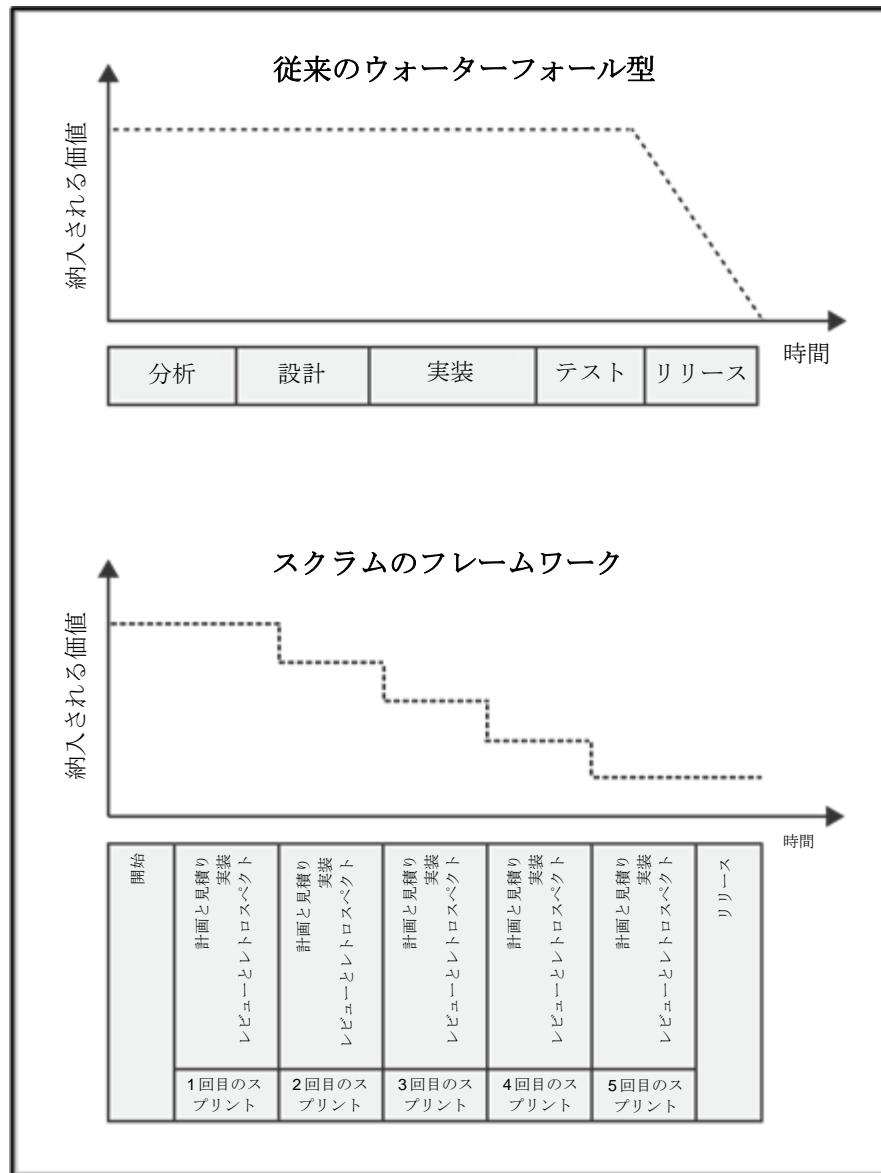 従来のウォーターフォール型
納入される価値
時間
分析
設計
実装
テスト
リリース
スクラムのフレームワーク
納入される価値
時間
開始
計画と見積り
実装
レビューとレトロスペクト
1回目のス
プリント
計画と見積り
実装
レビューとレトロスペクト
2回目のス
プリント
計画と見積り
実装
レビューとレトロスペクト
3回目のス
プリント
計画と見積り
実装
レビューとレトロスペクト
4回目のス
プリント
計画と見積り
実装
レビューとレトロスペクト
5回目のス
プリント
リリース